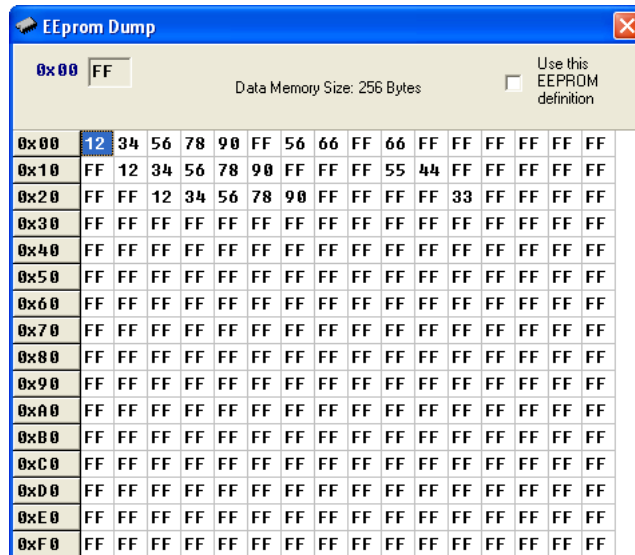 EEprom Dump
0x00 FF
Data Memory Size: 256 Bytes
Use this
EEPROM
definition
0x00 12 34 56 78 90 FF 56 66 FF 66 FF FF FF FF FF FF
0x10 FF 12 34 56 78 90 FF FF FF 55 44 FF FF FF FF FF
0x20 FF FF 12 34 56 78 90 FF FF FF FF 33 FF FF FF FF
0x30 FF FF FF FF FF FF FF FF FF FF FF FF FF FF FF FF
0x40 FF FF FF FF FF FF FF FF FF FF FF FF FF FF FF FF
0x50 FF FF FF FF FF FF FF FF FF FF FF FF FF FF FF FF
0x60 FF FF FF FF FF FF FF FF FF FF FF FF FF FF FF FF
0x70 FF FF FF FF FF FF FF FF FF FF FF FF FF FF FF FF
0x80 FF FF FF FF FF FF FF FF FF FF FF FF FF FF FF FF
0x90 FF FF FF FF FF FF FF FF FF FF FF FF FF FF FF FF
0xA0 FF FF FF FF FF FF FF FF FF FF FF FF FF FF FF FF
0xB0 FF FF FF FF FF FF FF FF FF FF FF FF FF FF FF FF
0xC0 FF FF FF FF FF FF FF FF FF FF FF FF FF FF FF FF
0xD0 FF FF FF FF FF FF FF FF FF FF FF FF FF FF FF FF
0xE0 FF FF FF FF FF FF FF FF FF FF FF FF FF FF FF FF
0xF0 FF FF FF FF FF FF FF FF FF FF FF FF FF FF FF FF